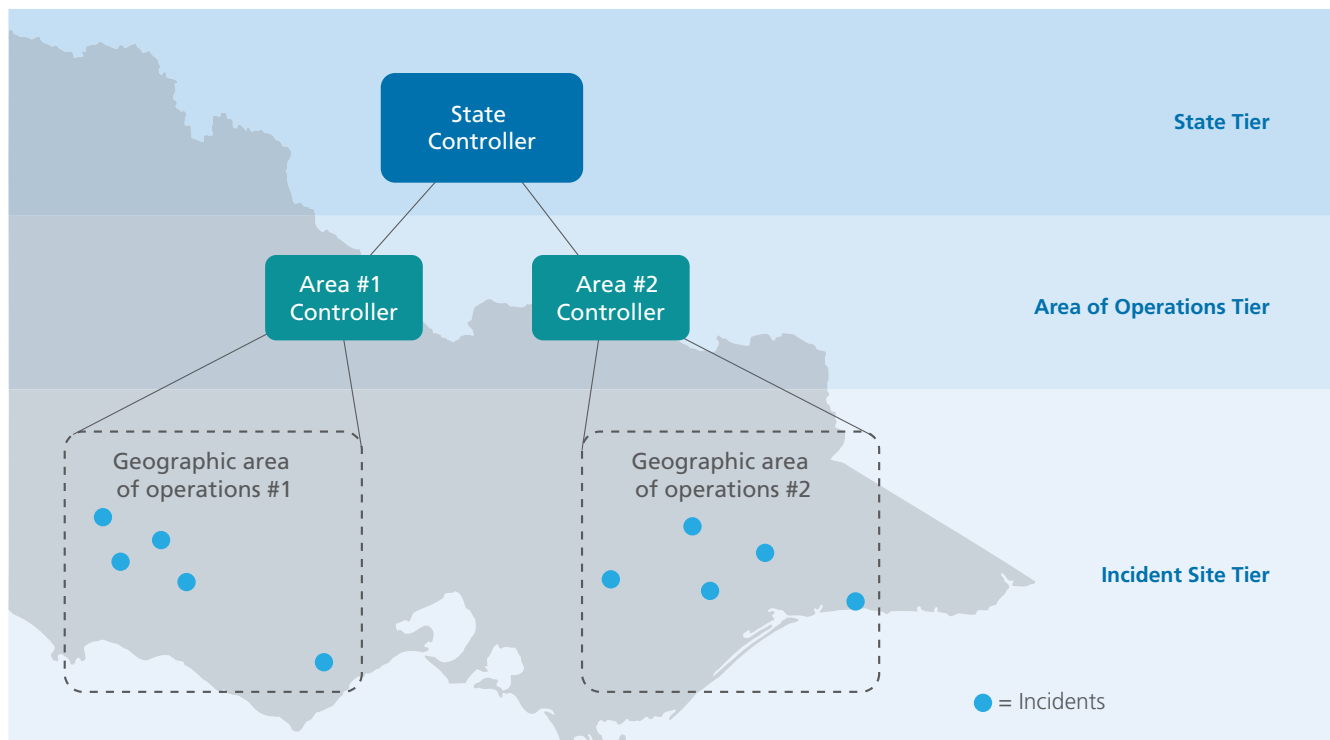 State
Controller
State Tier
Area #1
Controller
Area #2
Controller
Area of Operations Tier
Geographic area
of operations #1
Geographic area
of operations #2
Incident Site Tier
= Incidents